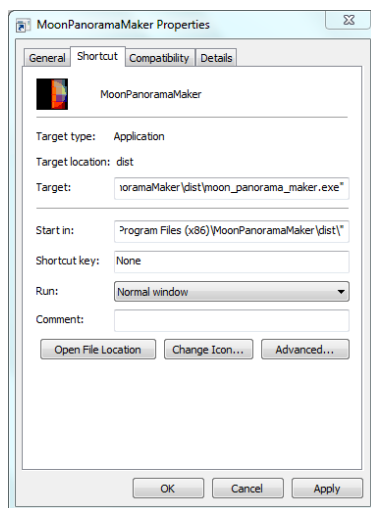 MoonPanoramaMaker Properties
General Shortcut Compatibility Details
MoonPanoramaMaker
Target type: Application
Target location: dist
Target: ɪoramaMaker\dist\moon_panorama_maker.exe"
Start in: Program Files (x86)\MoonPanoramaMaker\dist\"
Shortcut key: None
Run: Normal window
Comment:
Open File Location Change Icon... Advanced...
OK Cancel Apply